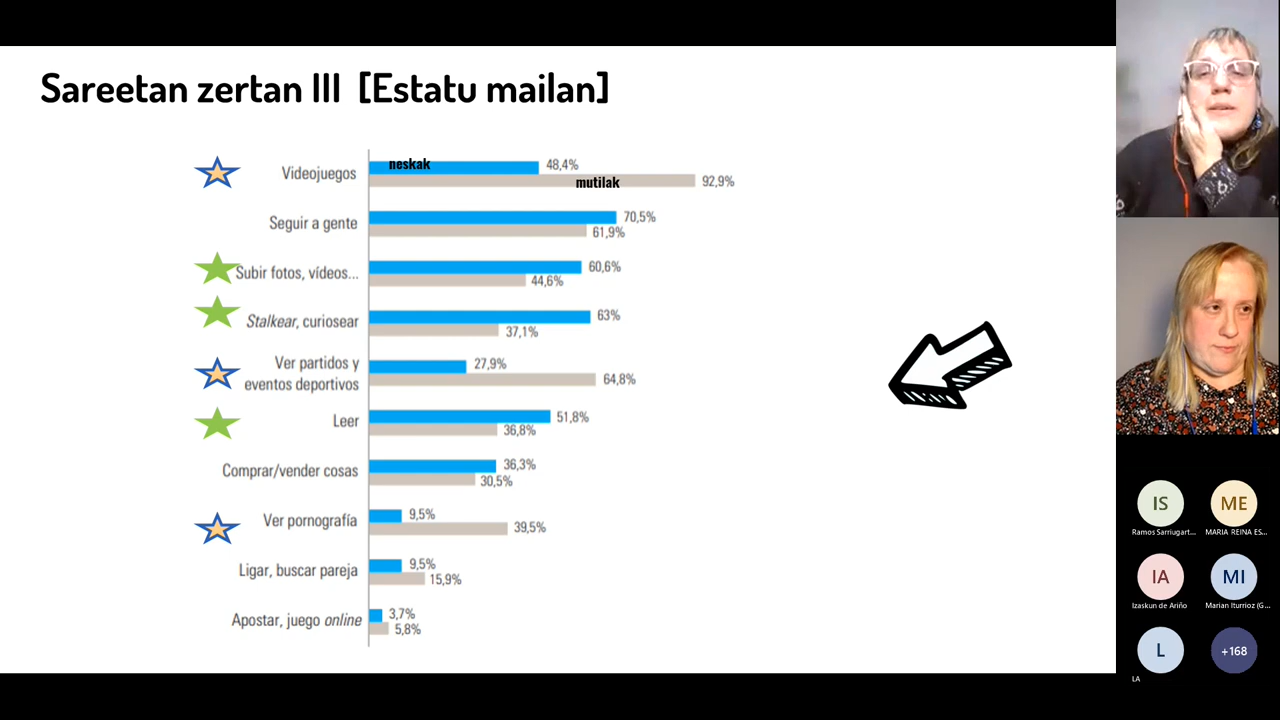 Sareetan zertan III [Estatu mailan]
Videojuegos
neskak
48,4%
mutilak
92,9%
Seguir a gente
70,5%
61,9%
Subir fotos, vídeos...
60,6%
44,6%
Stalkear, curiosear
63%
37,1%
Ver partidos y
eventos deportivos
27,9%
64,8%
Leer
51,8%
36,8%
Comprar/vender cosas
36,3%
30,5%
Ver pornografía
9,5%
39,5%
Ligar, buscar pareja
9,5%
15,9%
Apostar, juego online
3,7%
5,8%
IS
ME
Ramos Sarriugart...
MARIA REINA ES...
IA
MI
Izaskun de Ariño
Marian Iturrioz (G...
L
+168
LA